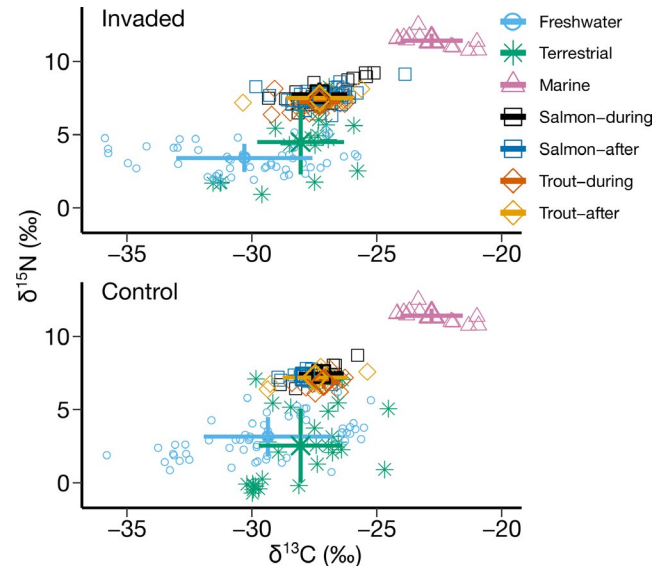 Invaded
Freshwater
Terrestrial
Marine
Salmon−during
Salmon−after
Trout−during
Trout−after
10
5
0
−35
−30
−25
−20
δ15N (‰)
Control
10
5
0
−35
−30
−25
−20
δ13C (‰)